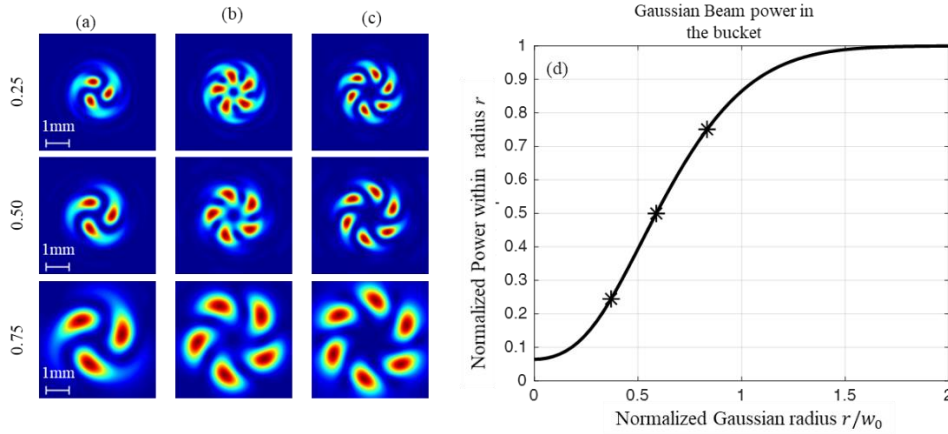 (a)
(b)
(c)
0.25
1mm
0.50
1mm
0.75
1mm
Gaussian Beam power in
the bucket
(d)
Normalized Power within radius r
1
0.9
0.8
0.7
0.6
0.5
0.4
0.3
0.2
0.1
0
0
0.5
1
1.5
2
Normalized Gaussian radius r/w₀